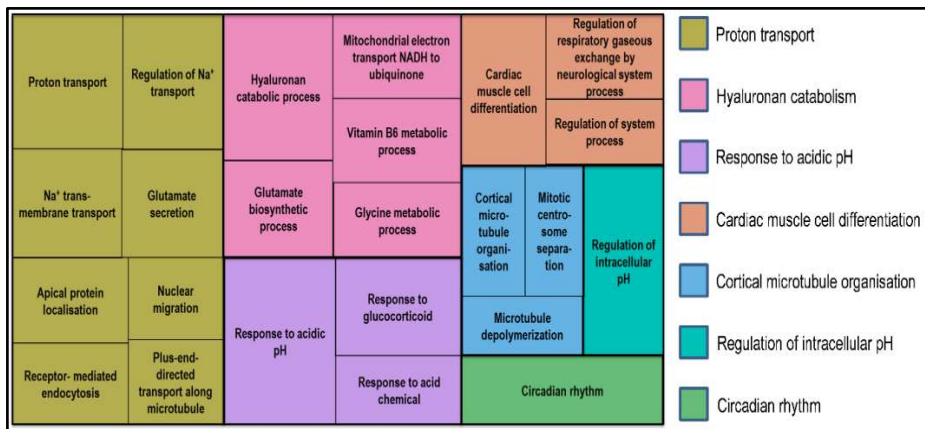 Proton transport
Regulation of Na⁺
transport
Na⁺ trans-
membrane transport
Glutamate
secretion
Apical protein
localisation
Nuclear
migration
Receptor- mediated
endocytosis
Plus-end-
directed
transport along
microtubule
Hyaluronan
catabolic process
Mitochondrial electron
transport NADH to
ubiquinone
Vitamin B6 metabolic
process
Glutamate
biosynthetic
process
Glycine metabolic
process
Response to acidic
pH
Response to
glucocorticoid
Response to acid
chemical
Cardiac
muscle cell
differentiation
Regulation of
respiratory gaseous
exchange by
neurological system
process
Regulation of system
process
Cortical
micro-
tubule
organi-
sation
Mitotic
centro-
some
separa-
tion
Microtubule
depolymerization
Regulation of
intracellular
pH
Circadian rhythm
Proton transport
Hyaluronan catabolism
Response to acidic pH
Cardiac muscle cell differentiation
Cortical microtubule organisation
Regulation of intracellular pH
Circadian rhythm